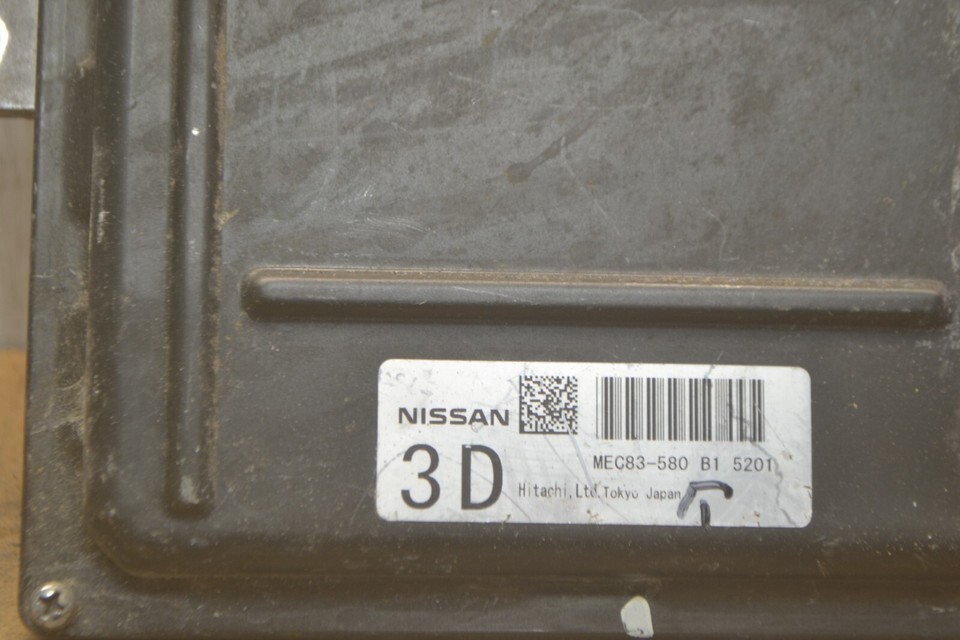 NISSAN
3D
MEC83-580 B1 5201
Hitachi,Ltd.Tokyo Japan